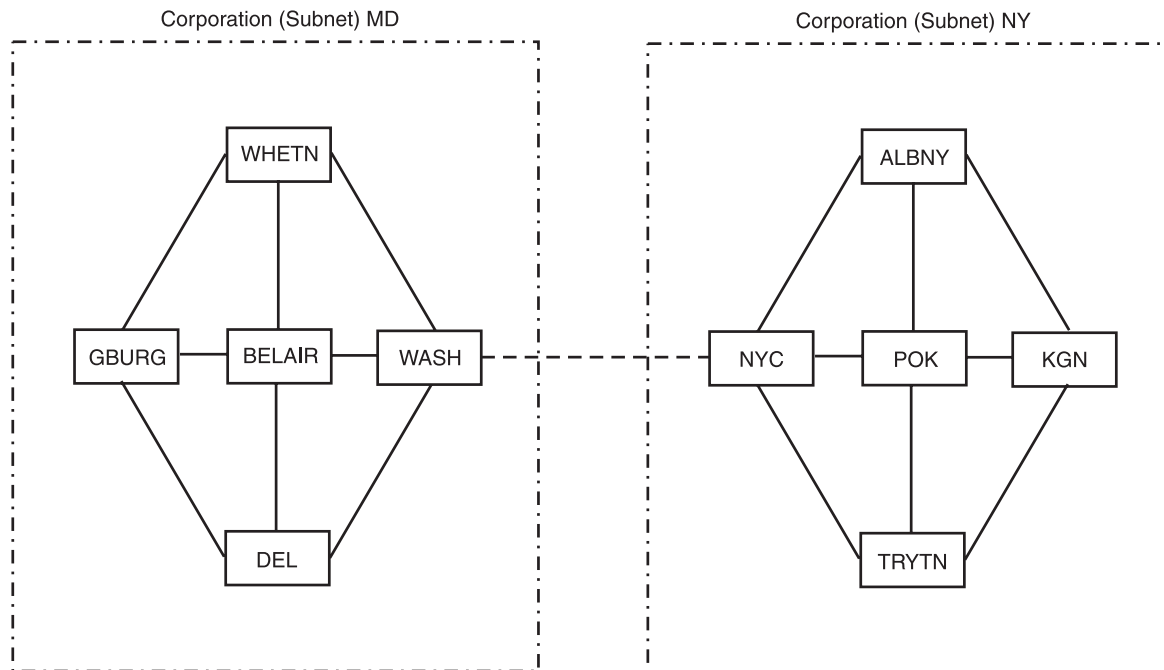 Corporation (Subnet) MD
Corporation (Subnet) NY
WHETN
ALBNY
GBURG
BELAIR
WASH
NYC
POK
KGN
DEL
TRYTN